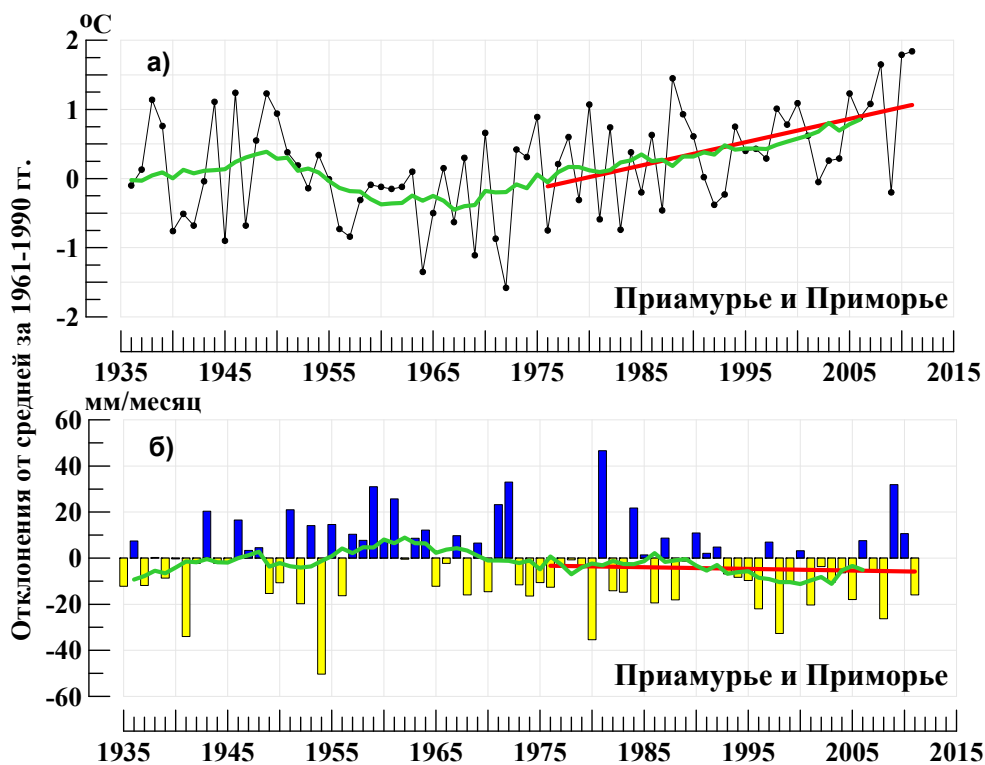 Отклонения от средней за 1961-1990 гг.
ºC
а)
2
1
0
-1
-2
Приамурье и Приморье
1935 1945 1955 1965 1975 1985 1995 2005 2015
мм/месяц
б)
60
40
20
0
-20
-40
-60
Приамурье и Приморье
1935 1945 1955 1965 1975 1985 1995 2005 2015